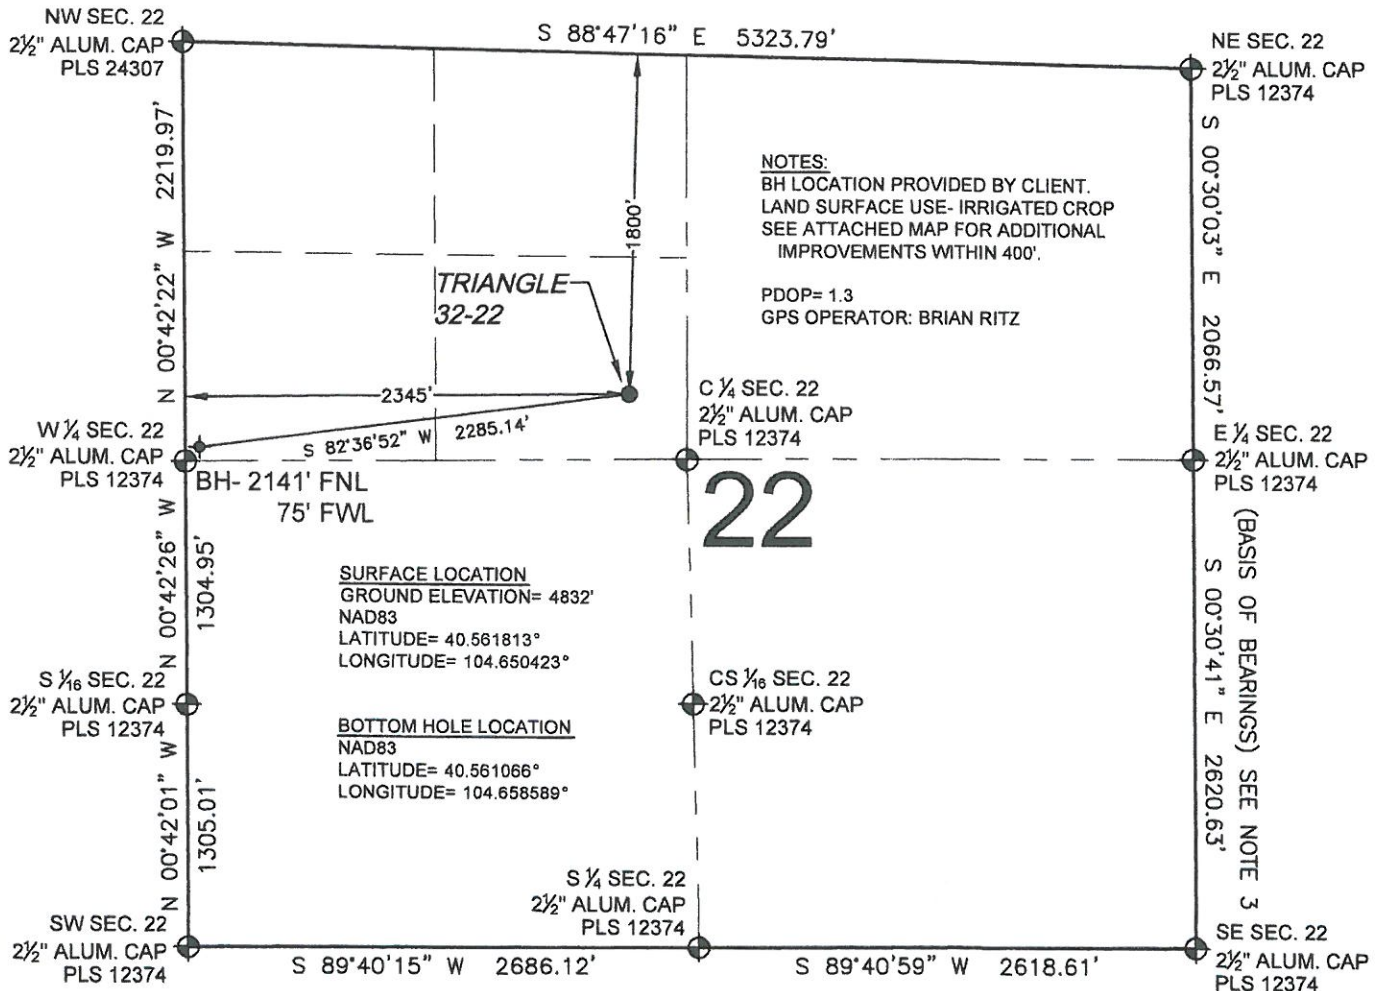 NW SEC. 22
2½" ALUM. CAP
PLS 24307
S 88°47'16" E 5323.79'
NE SEC. 22
2½" ALUM. CAP
PLS 12374
N 00°42'22" W 2219.97'
1800'
NOTES:
BH LOCATION PROVIDED BY CLIENT.
LAND SURFACE USE- IRRIGATED CROP
SEE ATTACHED MAP FOR ADDITIONAL
IMPROVEMENTS WITHIN 400'.
PDOP= 1.3
GPS OPERATOR: BRIAN RITZ
S 00°30'03" E 2066.57'
TRIANGLE
32-22
2345'
S 82°36'52" W 2285.14'
W ¼ SEC. 22
2½" ALUM. CAP
PLS 12374
BH- 2141' FNL
75' FWL
C ¼ SEC. 22
2½" ALUM. CAP
PLS 12374
22
E ¼ SEC. 22
2½" ALUM. CAP
PLS 12374
N 00°42'26" W
1304.95'
SURFACE LOCATION
GROUND ELEVATION= 4832'
NAD83
LATITUDE= 40.561813°
LONGITUDE= 104.650423°
S 00°30'41" E 2620.63'
(BASIS OF BEARINGS) SEE NOTE 3
S 1⁄16 SEC. 22
2½" ALUM. CAP
PLS 12374
CS 1⁄16 SEC. 22
2½" ALUM. CAP
PLS 12374
BOTTOM HOLE LOCATION
NAD83
LATITUDE= 40.561066°
LONGITUDE= 104.658589°
N 00°42'01" W
1305.01'
SW SEC. 22
2½" ALUM. CAP
PLS 12374
S 89°40'15" W 2686.12'
S ¼ SEC. 22
2½" ALUM. CAP
PLS 12374
S 89°40'59" W 2618.61'
SE SEC. 22
2½" ALUM. CAP
PLS 12374